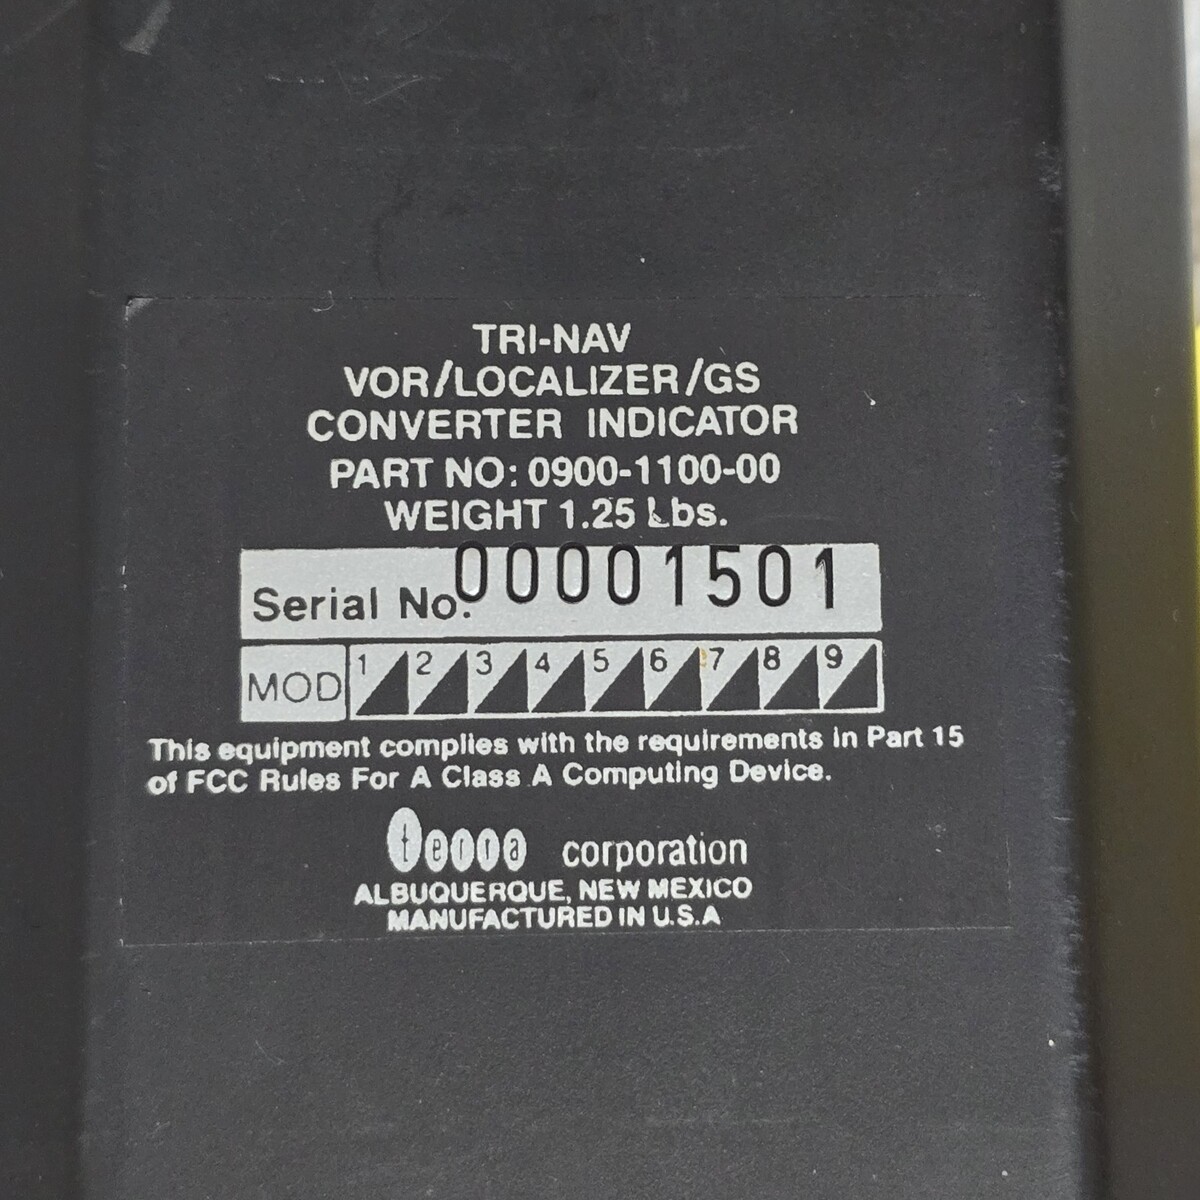 TRI-NAV
VOR/LOCALIZER/GS
CONVERTER INDICATOR
PART NO: 0900-1100-00
WEIGHT 1.25 Lbs.
Serial No. 00001501
MOD 1 2 3 4 5 6 7 8 9
This equipment complies with the requirements in Part 15
of FCC Rules For A Class A Computing Device.
terra corporation
ALBUQUERQUE, NEW MEXICO
MANUFACTURED IN U.S.A